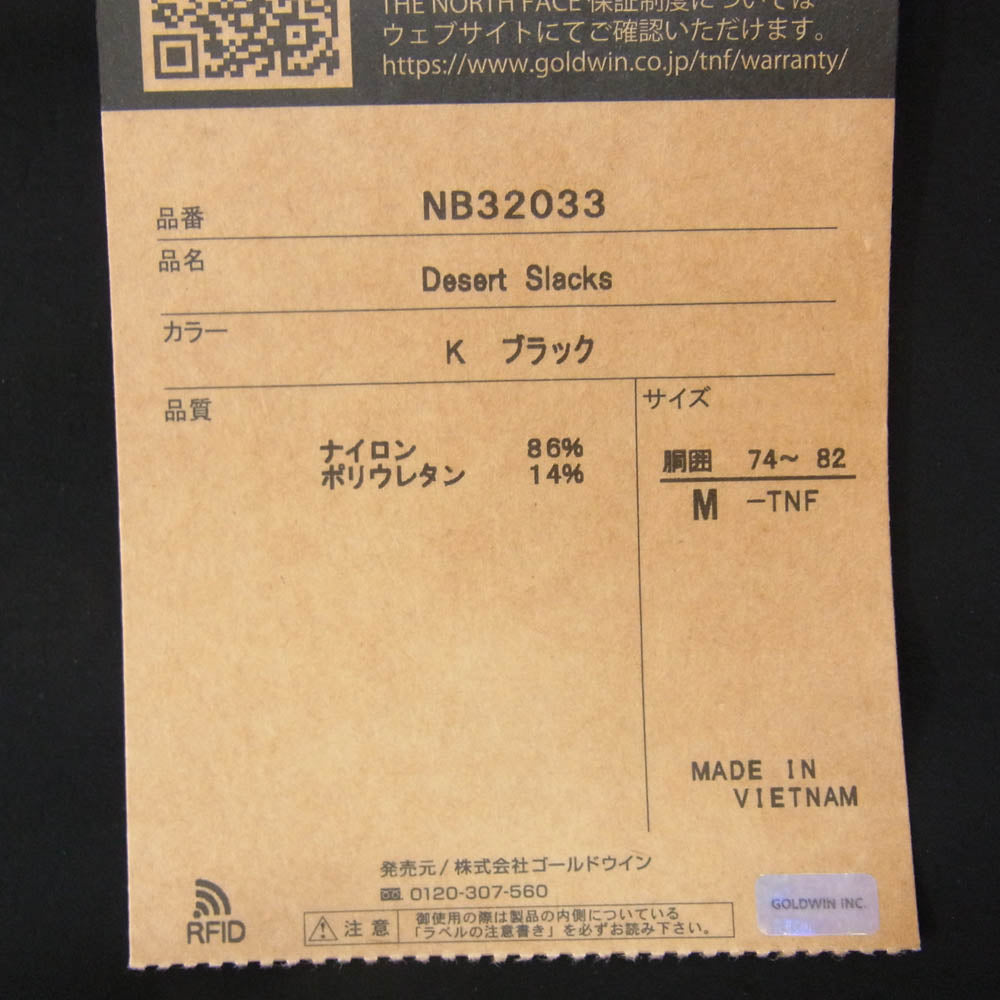 THE NORTH FACE 保証制度については
ウェブサイトにてご確認いただけます。
https://www.goldwin.co.jp/tnf/warranty/
品番 NB32033
品名 Desert Slacks
カラー K ブラック
品質
サイズ
ナイロン 86%
ポリウレタン 14%
胴囲 74～ 82
M -TNF
MADE IN
VIETNAM
発売元/株式会社ゴールドウイン
0120-307-560
RFID
注意
御使用の際は製品の内側についている
「ラベルの注意書き」を必ずお読み下さい。
GOLDWIN INC.